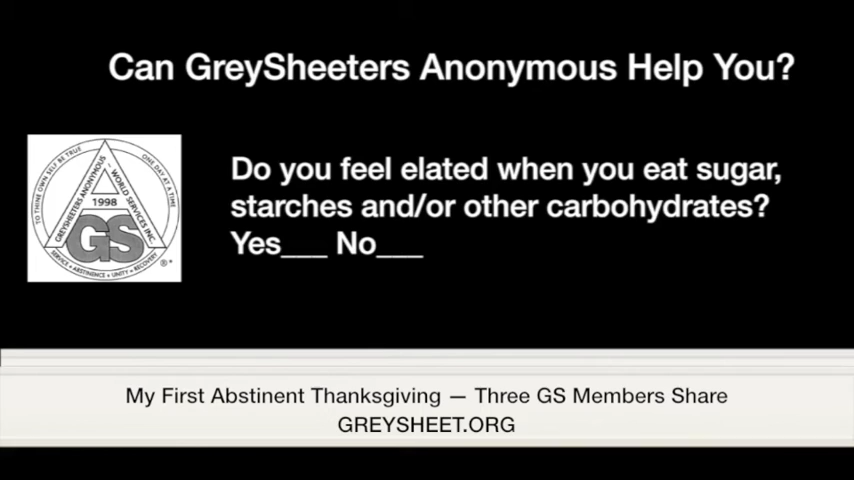 Can GreySheeters Anonymous Help You?
TO THINE OWN SELF BE TRUE
ONE DAY AT A TIME
GREYSHEETERS ANONYMOUS
WORLD SERVICES INC.
1998
GS
SERVICE • ABSTINENCE • UNITY • RECOVERY
®
Do you feel elated when you eat sugar,
starches and/or other carbohydrates?
Yes___ No___
My First Abstinent Thanksgiving — Three GS Members Share
GREYSHEET.ORG